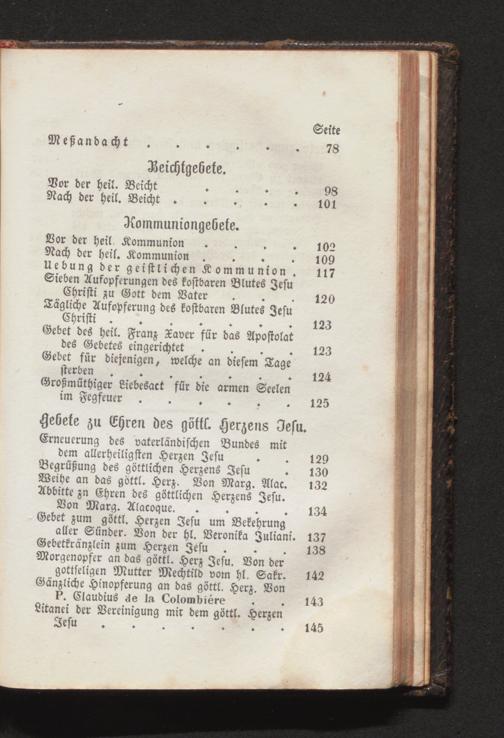 Seite
Meßandacht . . . . . . 78
Beichtgebete.
Vor der heil. Beicht . . . . 98
Nach der heil. Beicht . . . . . 101
Kommuniongebete.
Vor der heil. Kommunion . . . . 102
Nach der heil. Kommunion . . . . 109
Uebung der geistlichen Kommunion . 117
Sieben Aufopferungen des kostbaren Blutes Jesu
Christi zu Gott dem Vater . . . 120
Tägliche Aufopferung des kostbaren Blutes Jesu
Christi . . . . . . . 123
Gebet des heil. Franz Xaver für das Apostolat
des Gebetes eingerichtet . . . . 123
Gebet für diejenigen, welche an diesem Tage
sterben . . . . . . . 124
Großmüthiger Liebesact für die armen Seelen
im Fegfeuer . . . . . . 125
Gebete zu Ehren des göttl. Herzens Jesu.
Erneuerung des vaterländischen Bundes mit
dem allerheiligsten Herzen Jesu . . 129
Begrüßung des göttlichen Herzens Jesu . 130
Weihe an das göttl. Herz. Von Marg. Alac. 132
Abbitte zn Ehren des göttlichen Herzens Jesu.
Von Marg. Alacoque. . . . . 134
Gebet zum göttl. Herzen Jesu um Bekehrung
aller Sünder. Von der hl. Veronika Juliani. 137
Gebetkränzlein zum Herzen Jesu . . . 138
Morgenopfer an das göttl. Herz Jesu. Von der
gottseligen Mutter Mechtild vom hl. Sakr. 142
Gänzliche Hinopferung an das göttl. Herz. Von
P. Claudius de la Colombiére . . 143
Litanei der Vereinigung mit dem göttl. Herzen
Jesu . . . . . . . 145